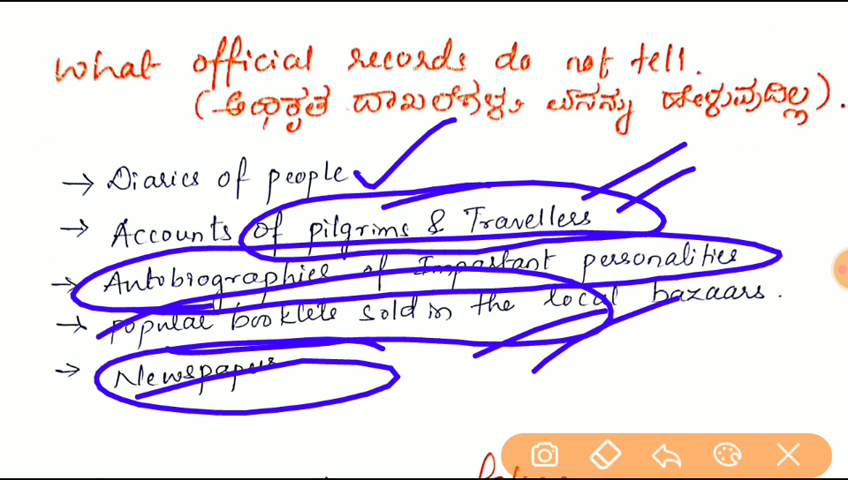 What official records do not tell.
(ಅಧಿಕೃತ ದಾಖಲೆಗಳು ಏನನ್ನು ಹೇಳುವುದಿಲ್ಲ).
→ Diaries of people
→ Accounts of pilgrims & Travellers
→ Autobiographies of Important personalities
→ popular booklets sold in the local bazaars.
→ Newspapers